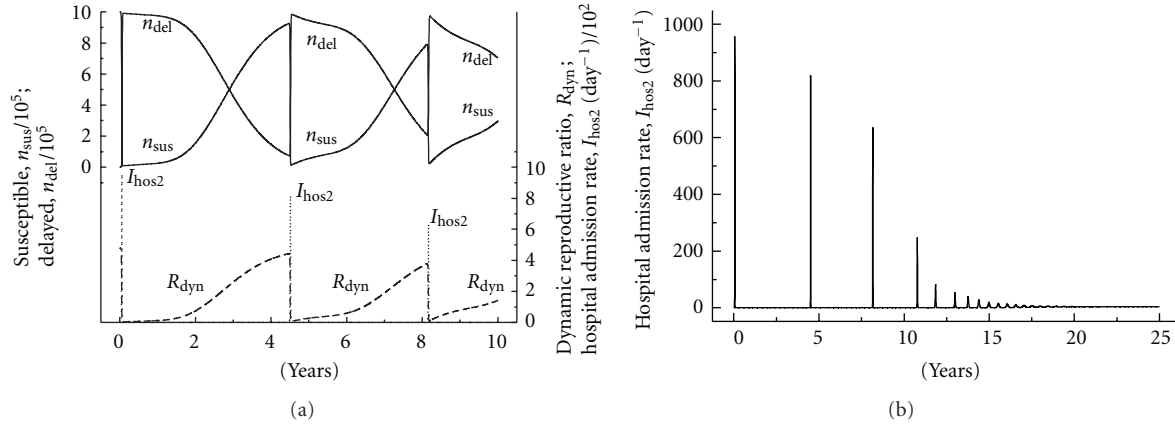 10
8
6
4
2
0
Susceptible, n_sus/10^5;
delayed, n_del/10^5
n_del
n_sus
n_del
n_sus
n_del
n_sus
I_hos2
I_hos2
I_hos2
R_dyn
R_dyn
R_dyn
10
8
6
4
2
0
Dynamic reproductive ratio, R_dyn;
hospital admission rate, I_hos2 (day^−1)/10^2
0 2 4 6 8 10
(Years)
(a)
1000
800
600
400
200
0
Hospital admission rate, I_hos2 (day^−1)
0 5 10 15 20 25
(Years)
(b)